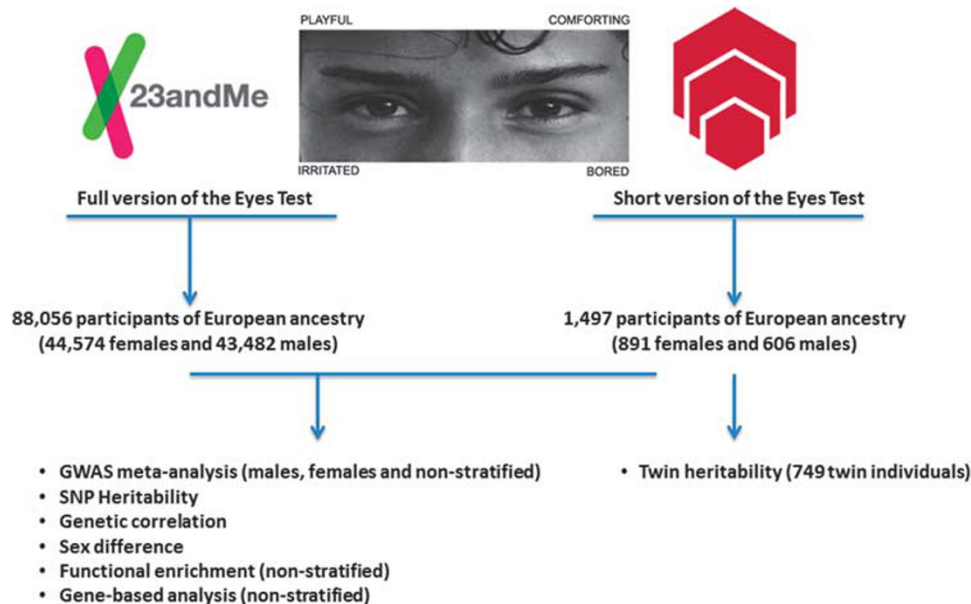 23andMe
PLAYFUL COMFORTING
IRRITATED BORED
Full version of the Eyes Test
Short version of the Eyes Test
88,056 participants of European ancestry
(44,574 females and 43,482 males)
1,497 participants of European ancestry
(891 females and 606 males)
• GWAS meta-analysis (males, females and non-stratified)
• SNP Heritability
• Genetic correlation
• Sex difference
• Functional enrichment (non-stratified)
• Gene-based analysis (non-stratified)
• Twin heritability (749 twin individuals)